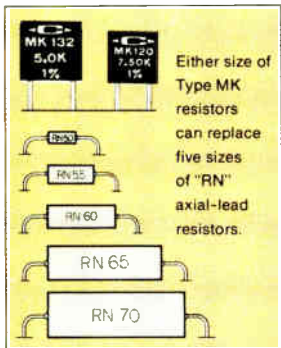 MK 132
5.0K
1%
MK120
7.50K
1%
Either size of
Type MK
resistors
can replace
five sizes
of "RN"
axial-lead
resistors.
RN50
RN55
RN 60
RN 65
RN 70